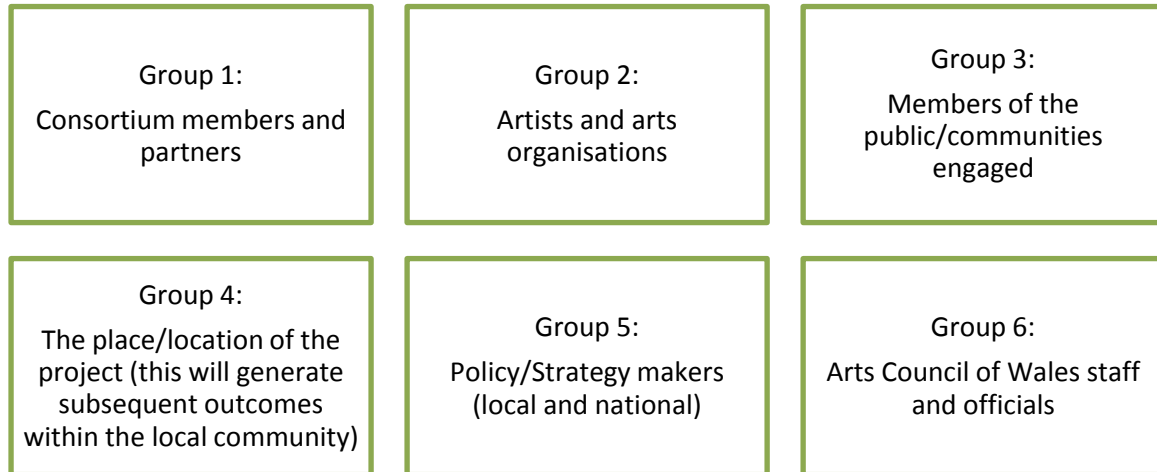 Group 1:
Consortium members and
partners
Group 2:
Artists and arts
organisations
Group 3:
Members of the
public/communities
engaged
Group 4:
The place/location of the
project (this will generate
subsequent outcomes
within the local community)
Group 5:
Policy/Strategy makers
(local and national)
Group 6:
Arts Council of Wales staff
and officials